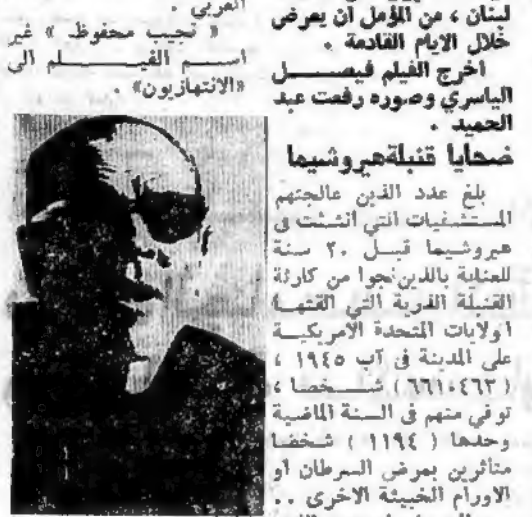 لبنان ، من المؤمل ان يعرض
خلال الايام القادمة .
اخرج الفيلم فيصل
الياسري وصوره رفعت عبد
الحميد .
ضحايا قنبلة هيروشيما
بلغ عدد الذين عالجتهم
المستشفيات التي انشئت في
هيروشيما قبل ٢٠ سنة
للعناية بالذين نجوا من كارثة
القنبلة الذرية التي القتها
الولايات المتحدة الامريكية
على المدينة في آب ١٩٤٥ ،
( ٦٦١٠٤٦٣ ) شخصا ،
توفي منهم في السنة الماضية
وحدها ( ١١٩٤ ) شخصا
متأثرين بمرض السرطان او
الاورام الخبيثة الاخرى ..
العربي .
« نجيب محفوظ » غير
اسم الفيلم الى
«الانتهازيون» .